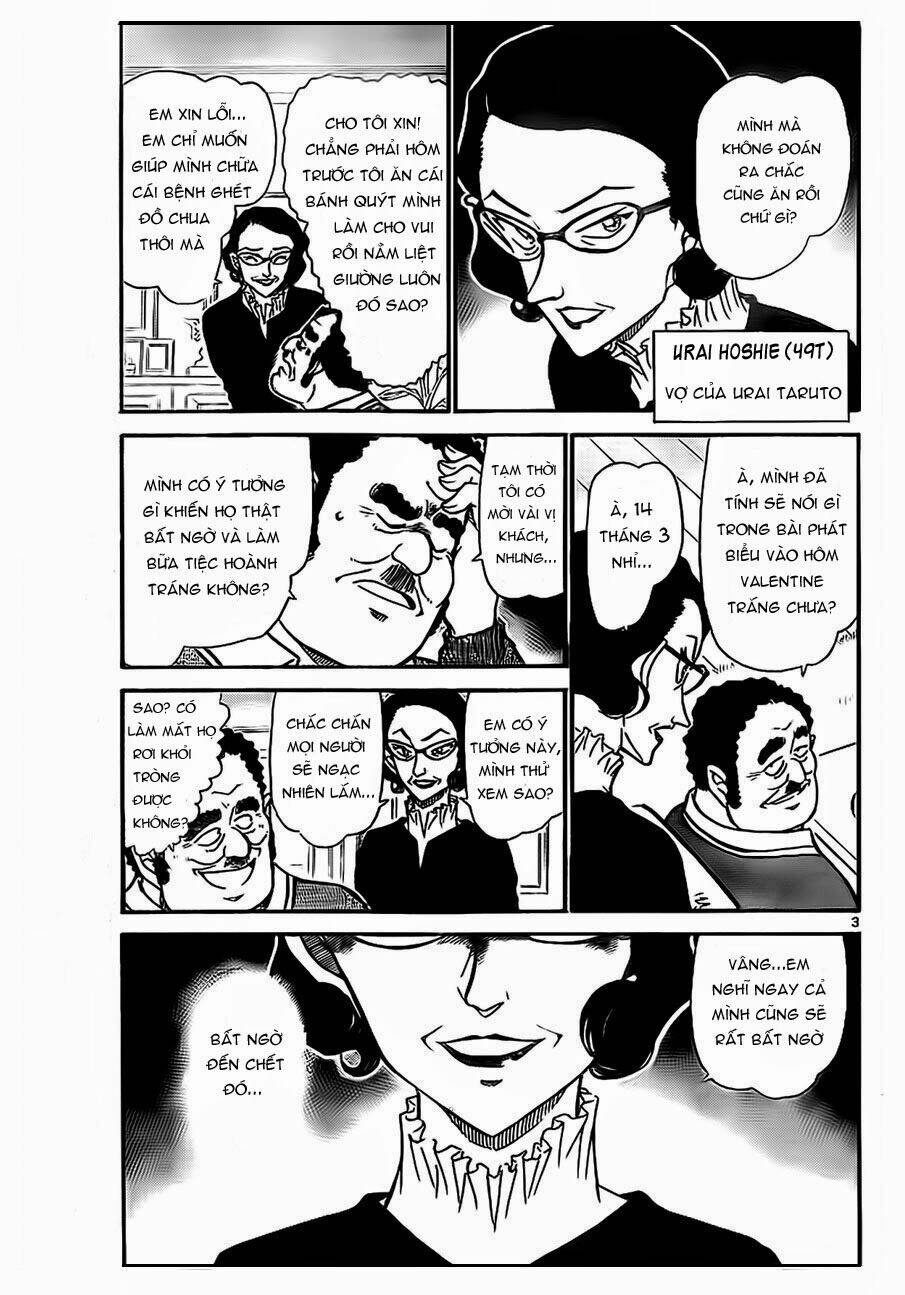 MÌNH MÀ
KHÔNG ĐOÁN
RA CHẮC
CŨNG ĂN RỒI
CHỨ GÌ?
URAI HOSHIE (49T)
VỢ CỦA URAI TARUTO
CHO TÔI XIN!
CHẲNG PHẢI HÔM
TRƯỚC TÔI ĂN CÁI
BÁNH QUÝT MÌNH
LÀM CHO VUI
RỒI NẰM LIỆT
GIƯỜNG LUÔN
ĐÓ SAO?
EM XIN LỖI...
EM CHỈ MUỐN
GIÚP MÌNH CHỮA
CÁI BỆNH GHÉT
ĐỒ CHUA
THÔI MÀ
À, MÌNH ĐÃ
TÍNH SẼ NÓI GÌ
TRONG BÀI PHÁT
BIỂU VÀO HÔM
VALENTINE
TRẮNG CHƯA?
À, 14
THÁNG 3
NHỈ...
TẠM THỜI
TÔI CÓ
MỜI VÀI VỊ
KHÁCH,
NHƯNG...
MÌNH CÓ Ý TƯỞNG
GÌ KHIẾN HỌ THẬT
BẤT NGỜ VÀ LÀM
BỮA TIỆC HOÀNH
TRÁNG KHÔNG?
EM CÓ Ý
TƯỞNG NÀY,
MÌNH THỬ
XEM SAO?
CHẮC CHẮN
MỌI NGƯỜI
SẼ NGẠC
NHIÊN LẮM...
SAO? CÓ
LÀM MẮT HỌ
RƠI KHỎI
TRÒNG
ĐƯỢC
KHÔNG?
3
VÂNG...EM
NGHĨ NGAY CẢ
MÌNH CŨNG SẼ
RẤT BẤT NGỜ
BẤT NGỜ
ĐẾN CHẾT
ĐÓ...